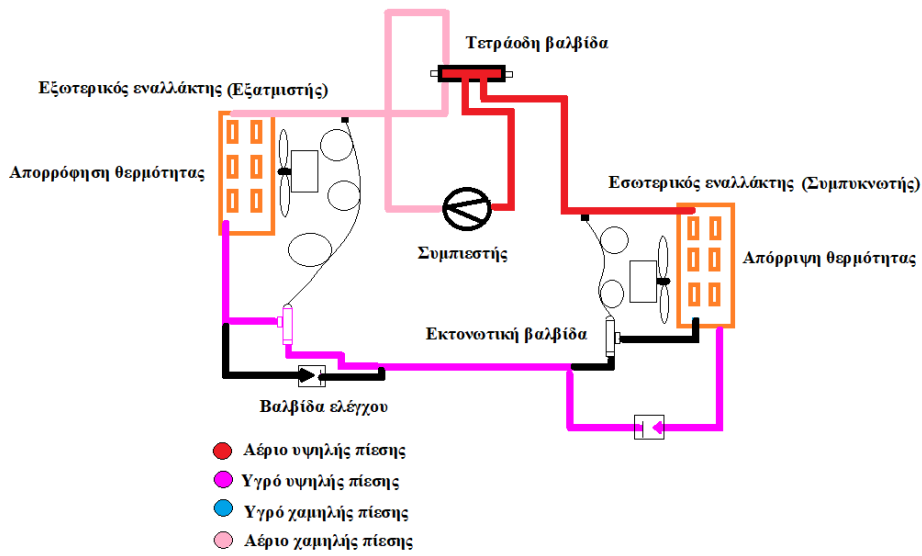 Τετράοδη βαλβίδα
Εξωτερικός εναλλάκτης (Εξατμιστής)
Απορρόφηση θερμότητας
Εσωτερικός εναλλάκτης (Συμπυκνωτής)
Συμπιεστής
Απόρριψη θερμότητας
Εκτονωτική βαλβίδα
Βαλβίδα ελέγχου
Αέριο υψηλής πίεσης
Υγρό υψηλής πίεσης
Υγρό χαμηλής πίεσης
Αέριο χαμηλής πίεσης